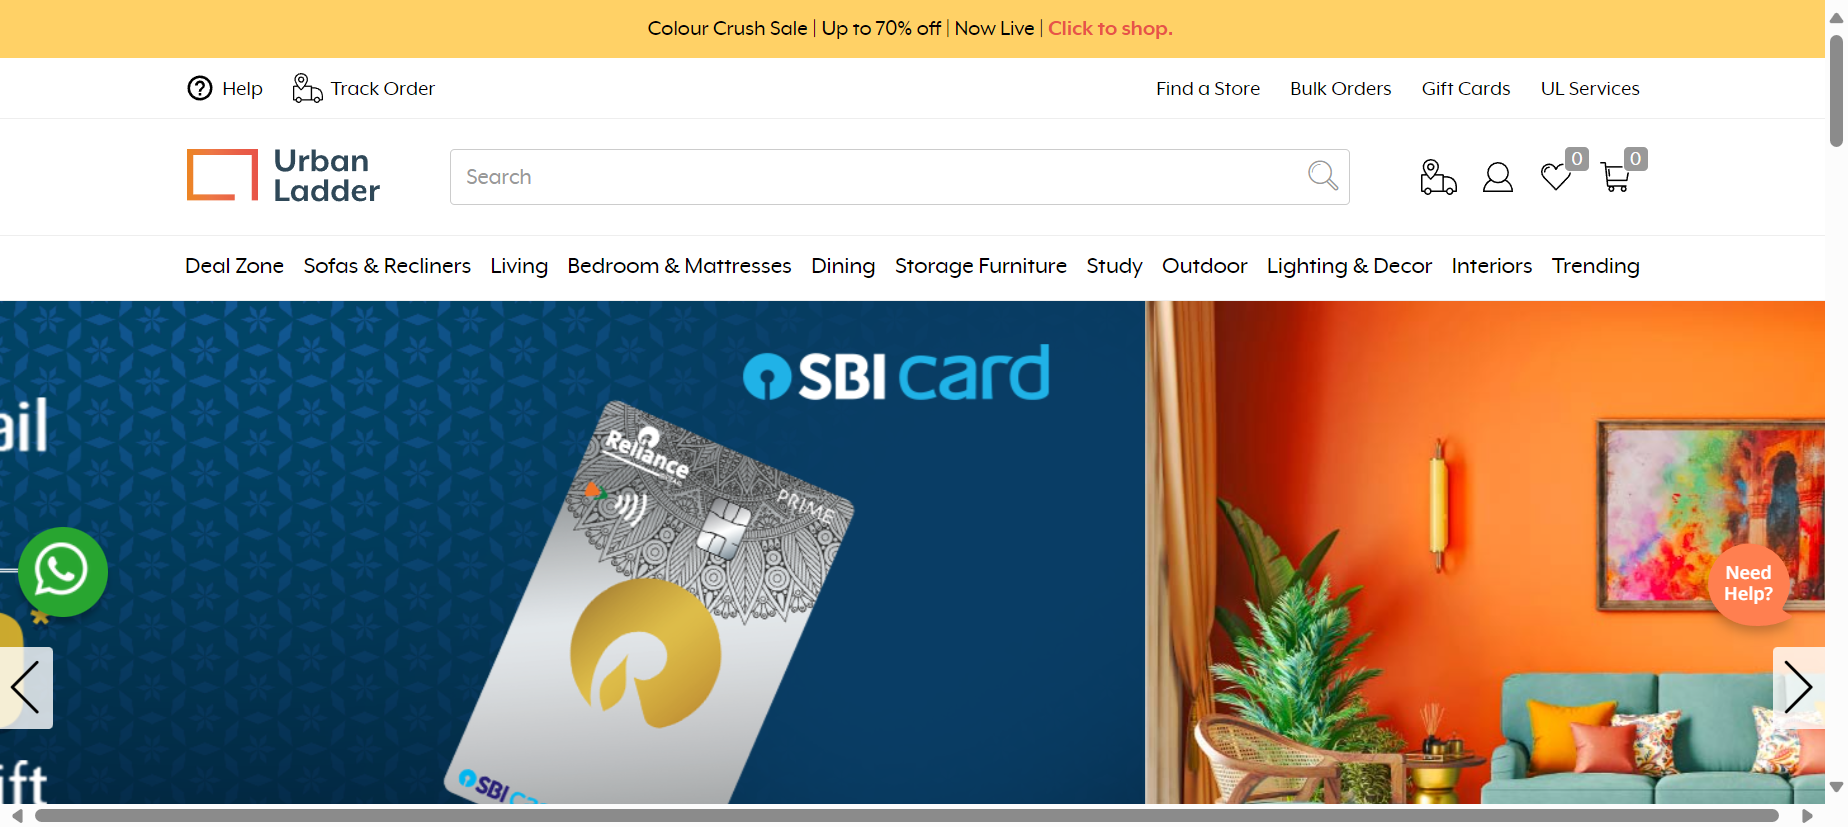 Colour Crush Sale | Up to 70% off | Now Live | Click to shop.
Help
Track Order
Find a Store
Bulk Orders
Gift Cards
UL Services
Urban
Ladder
Search
0
0
Deal Zone
Sofas & Recliners
Living
Bedroom & Mattresses
Dining
Storage Furniture
Study
Outdoor
Lighting & Decor
Interiors
Trending
SBI card
ail
Reliance
PRIME
Need
Help?
ift
SBI